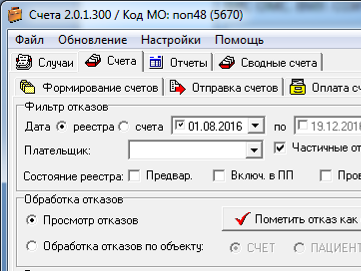 Счета 2.0.1.300 / Код МО: поп48 (5670)
Файл Обновление Настройки Помощь
Случаи Счета Отчеты Сводные счета
Формирование счетов Отправка счетов Оплата сч
Фильтр отказов
Дата реестра счета 01.08.2016 по 19.12.2016
Плательщик: Частичные от
Состояние реестра: Предвар. Включ. в ПП Пров
Обработка отказов
Просмотр отказов Пометить отказ как
Обработка отказов по объекту: СЧЕТ ПАЦИЕНТ